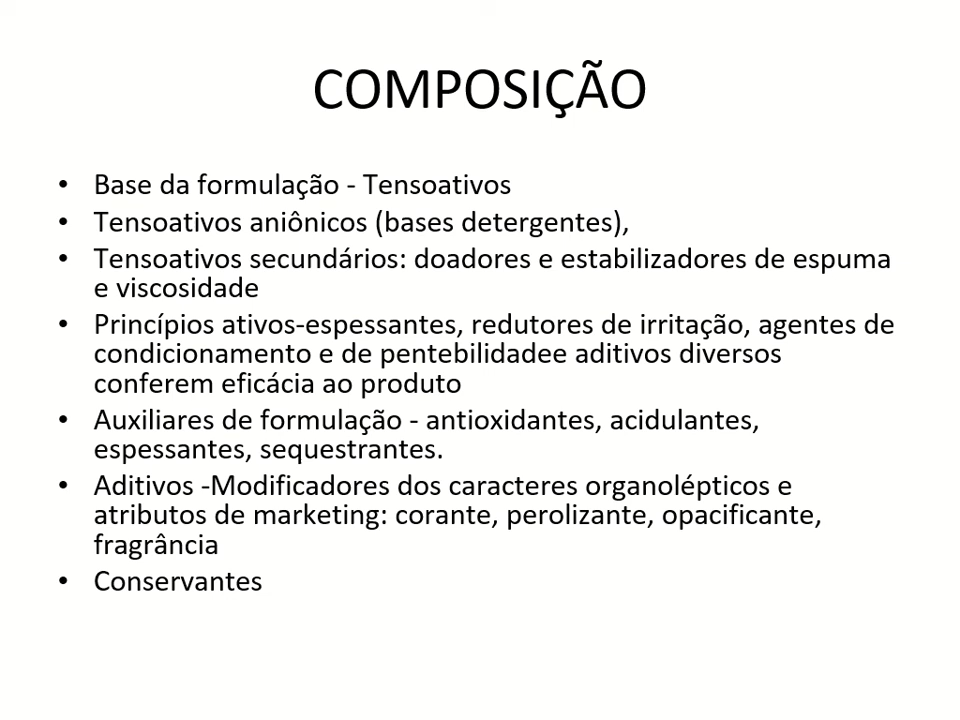 COMPOSIÇÃO
• Base da formulação - Tensoativos
• Tensoativos aniônicos (bases detergentes),
• Tensoativos secundários: doadores e estabilizadores de espuma
e viscosidade
• Princípios ativos-espessantes, redutores de irritação, agentes de
condicionamento e de pentebilidadee aditivos diversos
conferem eficácia ao produto
• Auxiliares de formulação - antioxidantes, acidulantes,
espessantes, sequestrantes.
• Aditivos -Modificadores dos caracteres organolépticos e
atributos de marketing: corante, perolizante, opacificante,
fragrância
• Conservantes